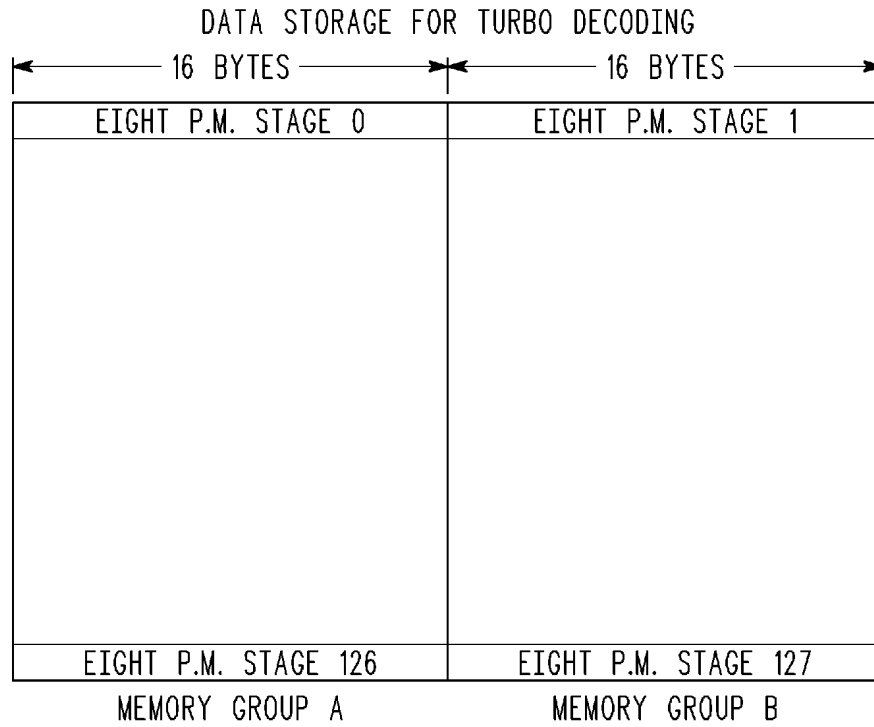 DATA STORAGE FOR TURBO DECODING
16 BYTES 16 BYTES
EIGHT P.M. STAGE 0 EIGHT P.M. STAGE 1
EIGHT P.M. STAGE 126 EIGHT P.M. STAGE 127
MEMORY GROUP A MEMORY GROUP B